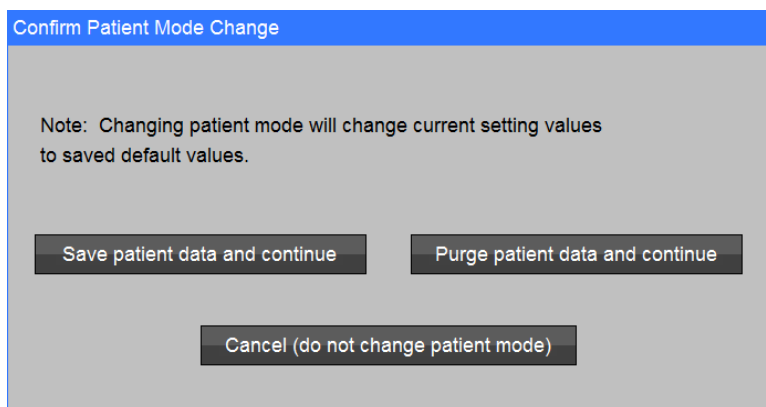 Confirm Patient Mode Change
Note: Changing patient mode will change current setting values
to saved default values.
Save patient data and continue
Purge patient data and continue
Cancel (do not change patient mode)